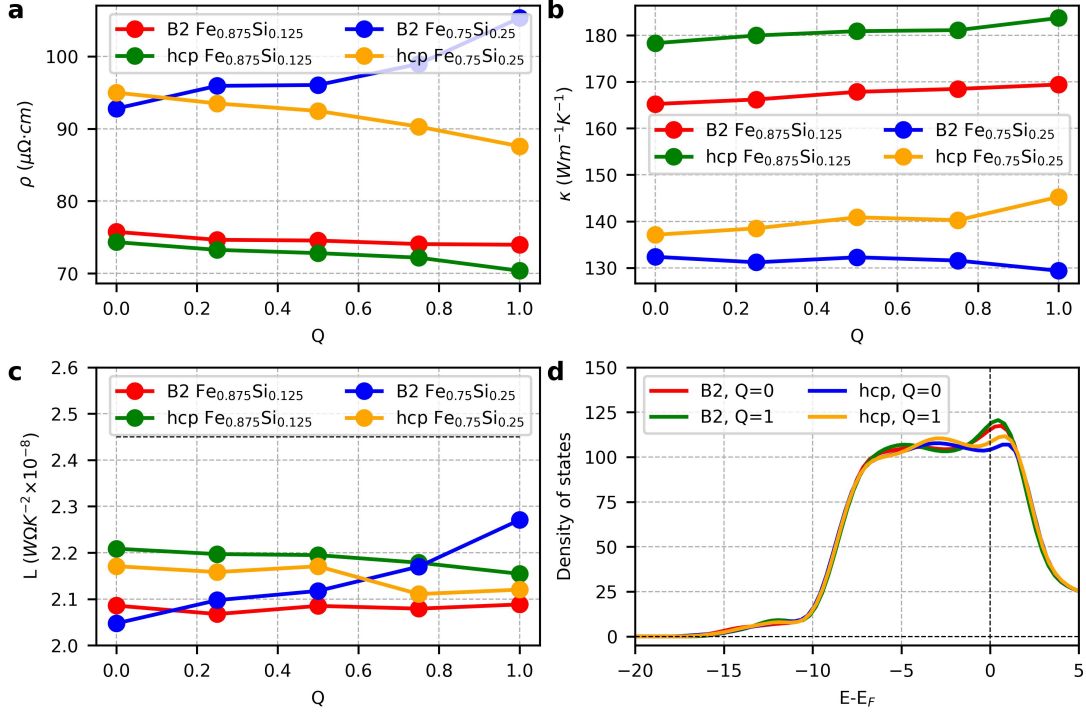 a
B2 Fe₀.₈₇₅Si₀.₁₂₅
hcp Fe₀.₈₇₅Si₀.₁₂₅
B2 Fe₀.₇₅Si₀.₂₅
hcp Fe₀.₇₅Si₀.₂₅
ρ (μΩ·cm)
100
90
80
70
0.0 0.2 0.4 0.6 0.8 1.0
Q
b
B2 Fe₀.₈₇₅Si₀.₁₂₅
hcp Fe₀.₈₇₅Si₀.₁₂₅
B2 Fe₀.₇₅Si₀.₂₅
hcp Fe₀.₇₅Si₀.₂₅
κ (Wm⁻¹K⁻¹)
180
170
160
150
140
130
0.0 0.2 0.4 0.6 0.8 1.0
Q
c
B2 Fe₀.₈₇₅Si₀.₁₂₅
hcp Fe₀.₈₇₅Si₀.₁₂₅
B2 Fe₀.₇₅Si₀.₂₅
hcp Fe₀.₇₅Si₀.₂₅
L (WΩK⁻²×10⁻⁸)
2.6
2.5
2.4
2.3
2.2
2.1
2.0
0.0 0.2 0.4 0.6 0.8 1.0
Q
d
B2, Q=0
B2, Q=1
hcp, Q=0
hcp, Q=1
Density of states
150
125
100
75
50
25
0
−20 −15 −10 −5 0 5
E-E_F